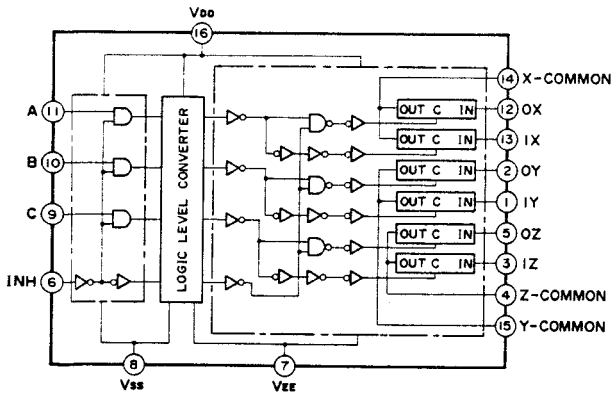 VDD
16
14 X-COMMON
A 11
OUT C IN 12 0X
OUT C IN 13 1X
B 10
OUT C IN 2 0Y
OUT C IN 1 1Y
C 9
OUT C IN 5 0Z
OUT C IN 3 1Z
INH 6
LOGIC LEVEL CONVERTER
4 Z-COMMON
15 Y-COMMON
8
VSS
7
VEE